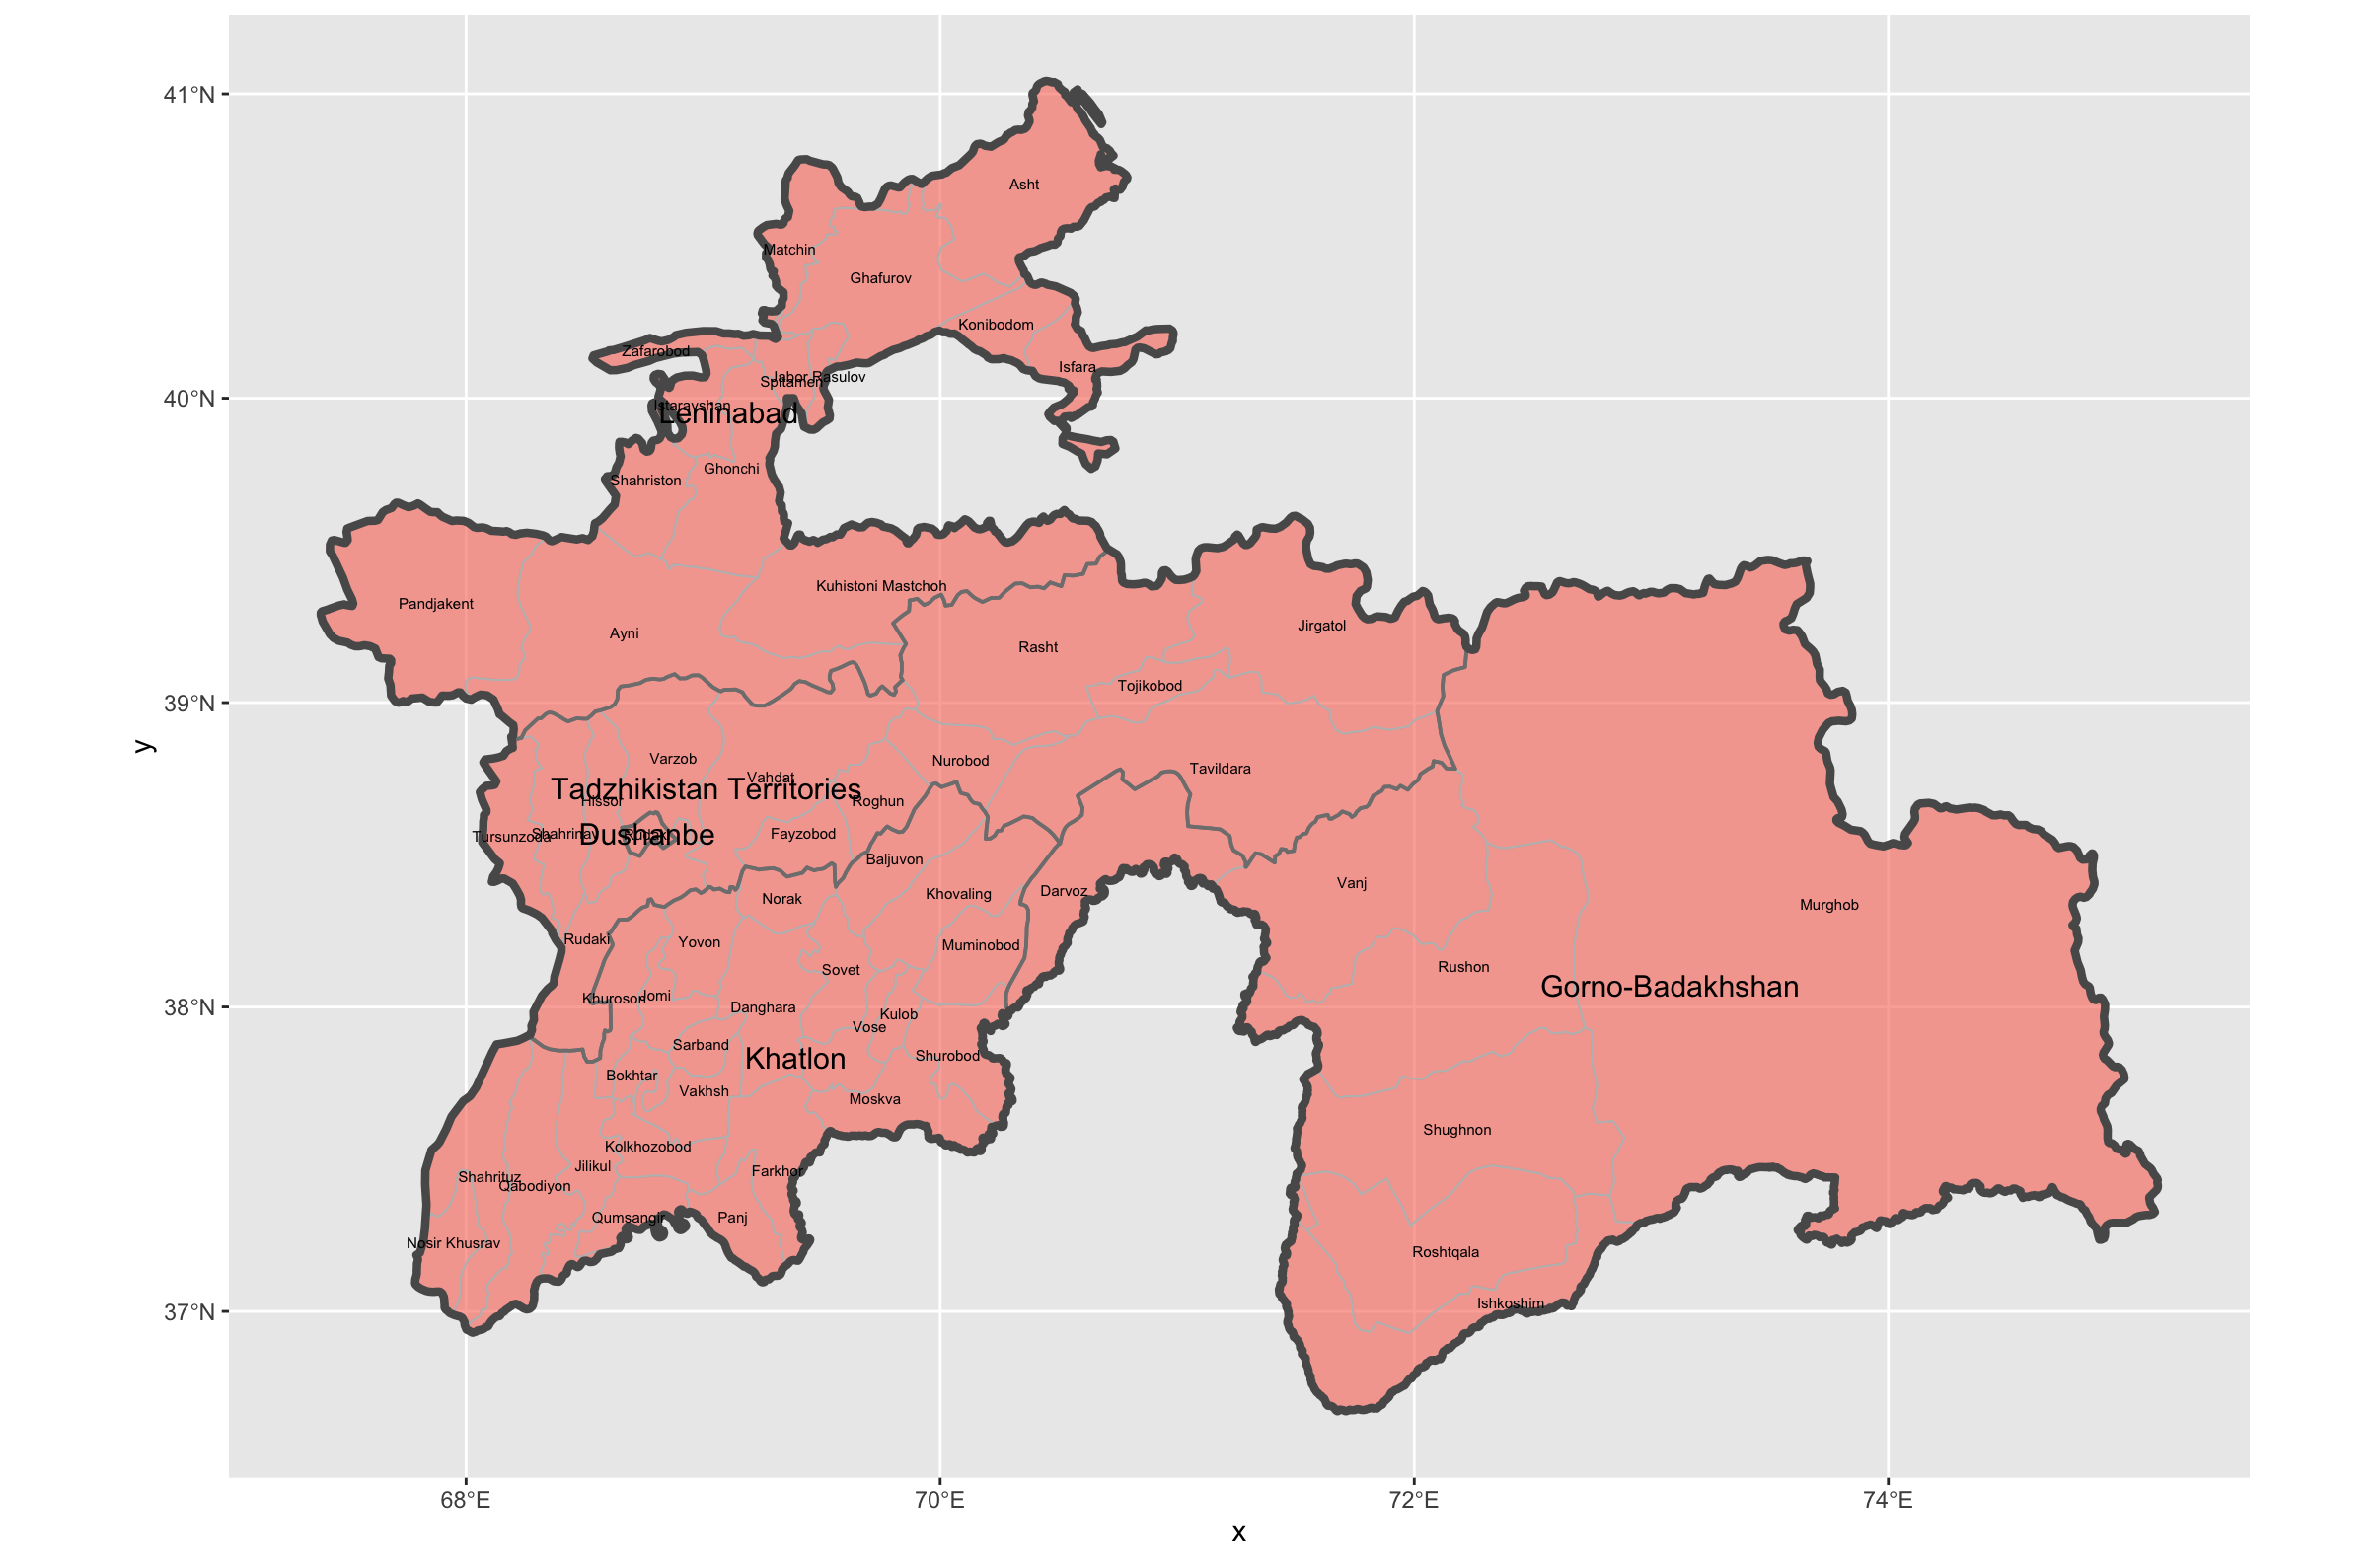 41°N
40°N
39°N
38°N
37°N
y
68°E
70°E
72°E
74°E
x
Asht
Matchin
Ghafurov
Konibodom
Zafarobod
Isfara
Jabor Rasulov
Spitamen
Istaravshan
Leninabad
Ghonchi
Shahriston
Kuhistoni Mastchoh
Pandjakent
Jirgatol
Ayni
Rasht
Tojikobod
Varzob
Nurobod
Tavildara
Vahdat
Tadzhikistan Territories
Hissor
Roghun
Tursunzoda
Shahrinav
Rudaki
Dushanbe
Fayzobod
Baljuvon
Vanj
Darvoz
Khovaling
Norak
Murghob
Rudaki
Yovon
Muminobod
Rushon
Sovet
Gorno-Badakhshan
Khuroson
Jomi
Danghara
Kulob
Vose
Sarband
Khatlon
Shurobod
Bokhtar
Vakhsh
Moskva
Shughnon
Kolkhozobod
Jilikul
Farkhor
Shahrituz
Qabodiyon
Qumsangir
Panj
Nosir Khusrav
Roshtqala
Ishkoshim